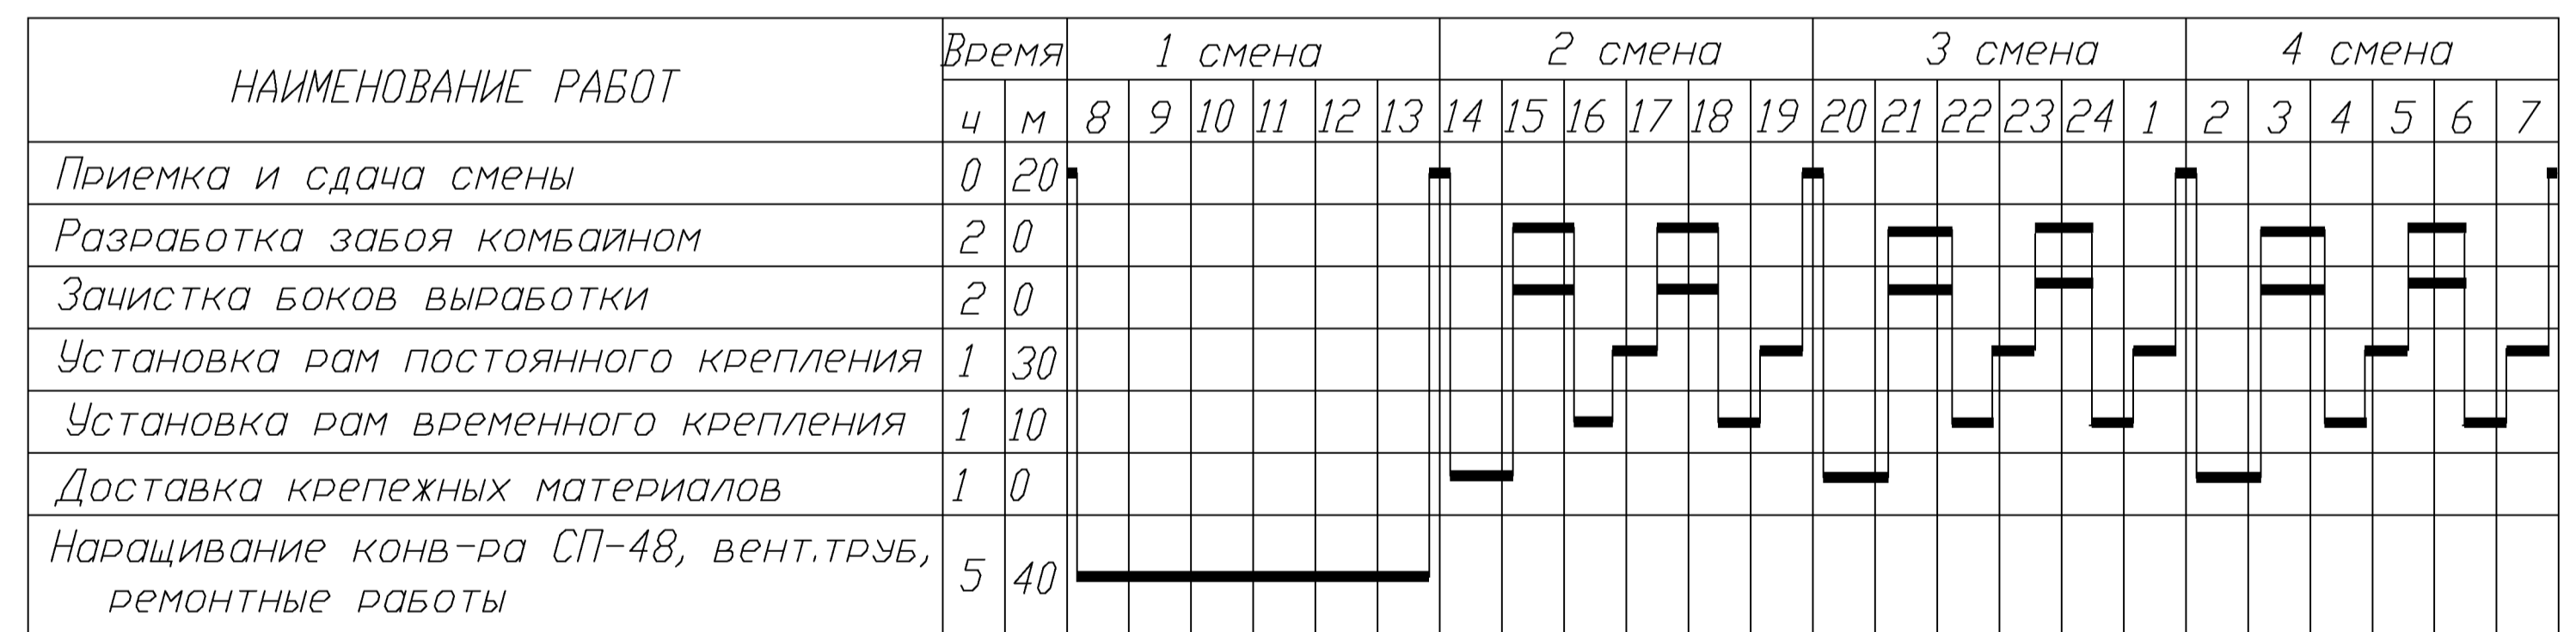 НАИМЕНОВАНИЕ РАБОТ Время 1 смена 2 смена 3 смена 4 смена
ч м 8 9 10 11 12 13 14 15 16 17 18 19 20 21 22 23 24 1 2 3 4 5 6 7
Приемка и сдача смены 0 20
Разработка забоя комбайном 2 0
Зачистка боков выработки 2 0
Установка рам постоянного крепления 1 30
Установка рам временного крепления 1 10
Доставка крепежных материалов 1 0
Наращивание конв-ра СП-48, вент.труб, 5 40
ремонтные работы